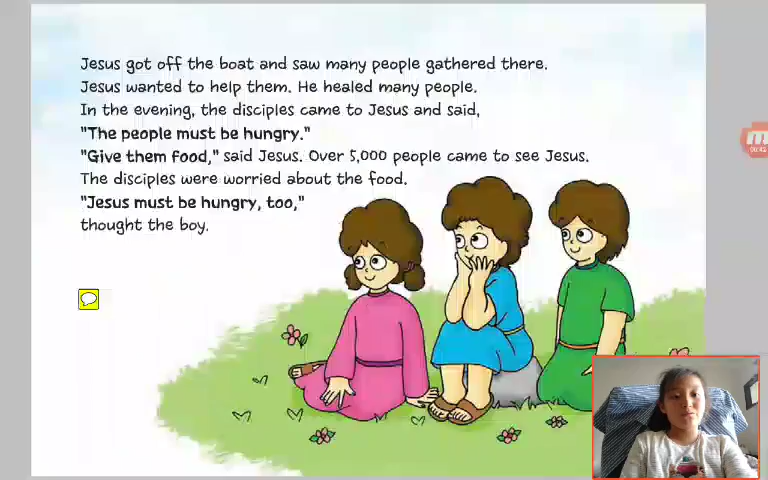 Jesus got off the boat and saw many people gathered there.
Jesus wanted to help them. He healed many people.
In the evening, the disciples came to Jesus and said,
"The people must be hungry."
"Give them food," said Jesus. Over 5,000 people came to see Jesus.
The disciples were worried about the food.
"Jesus must be hungry, too,"
thought the boy.